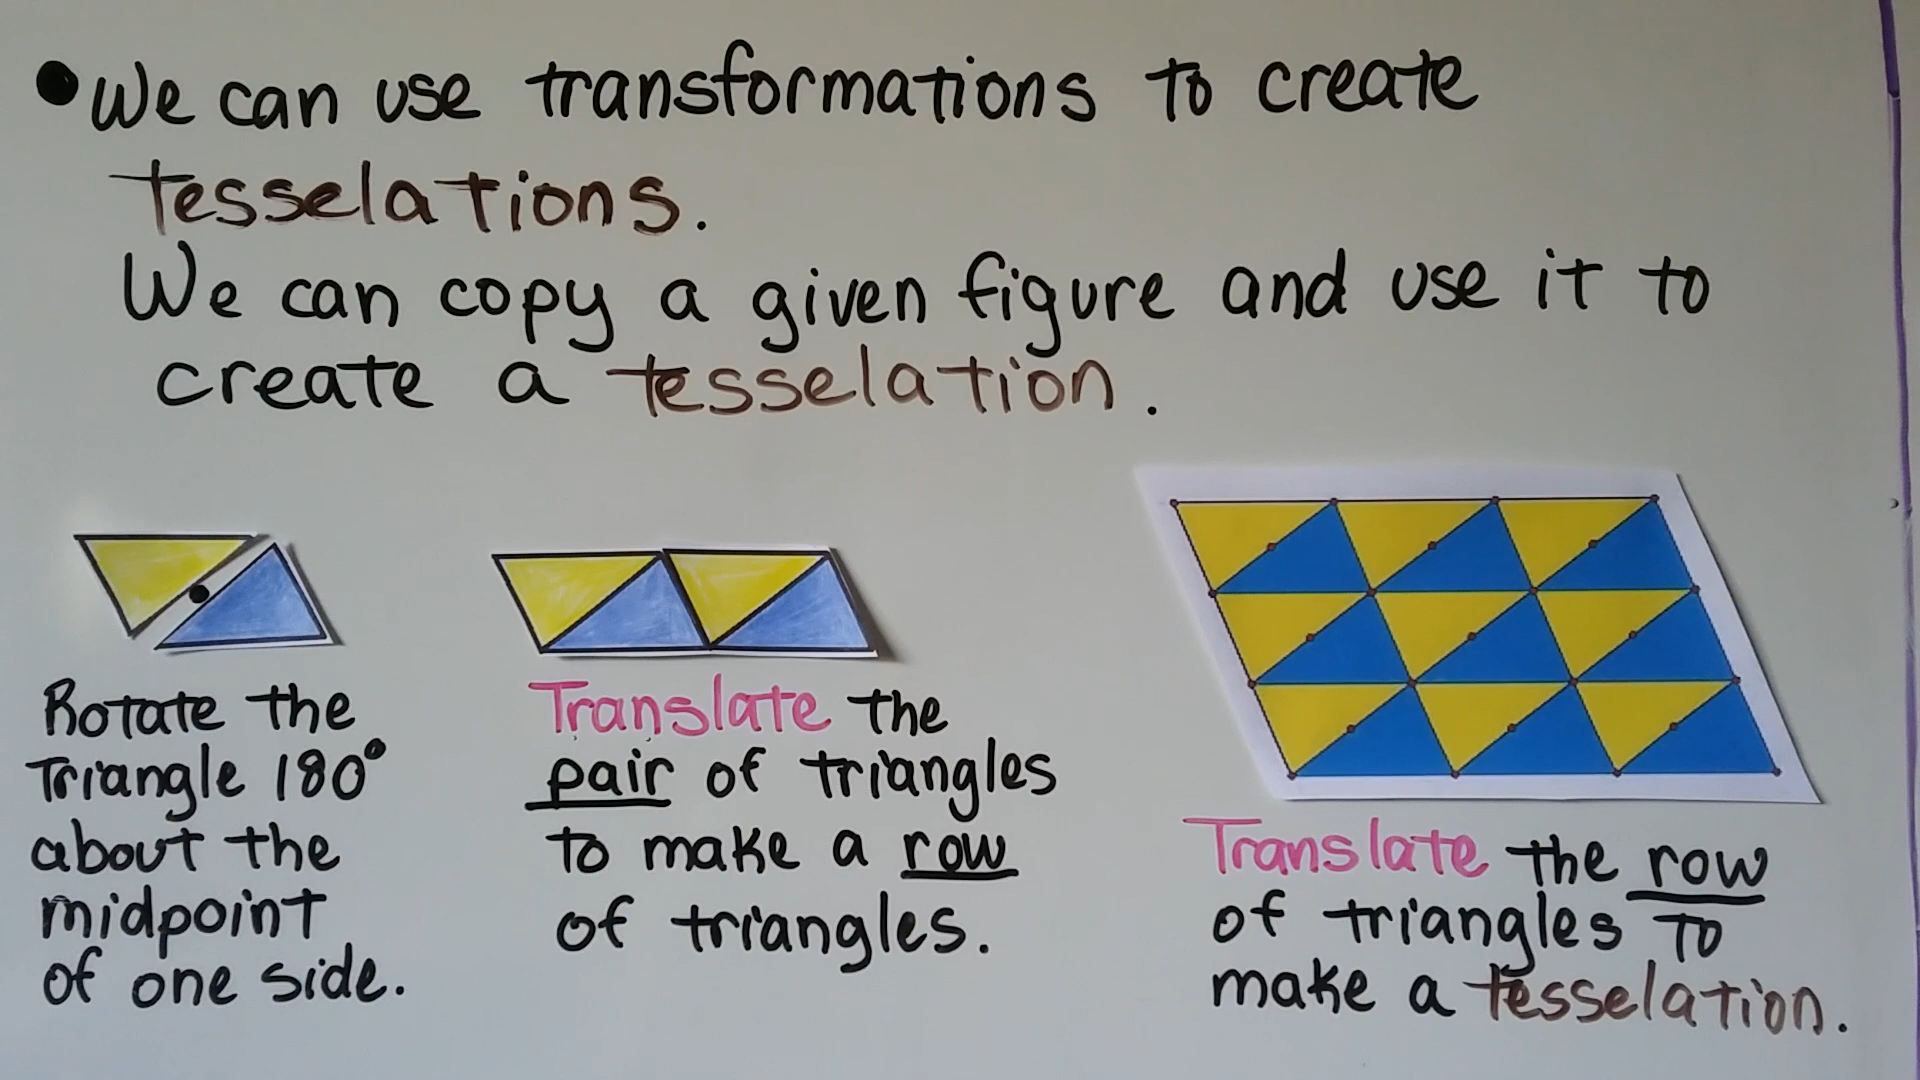 We can use transformations to create
tesselations.
We can copy a given figure and use it to
create a tesselation.
Rotate the
Triangle 180°
about the
midpoint
of one side.
Translate the
pair of triangles
to make a row
of triangles.
Translate the row
of triangles to
make a tesselation.